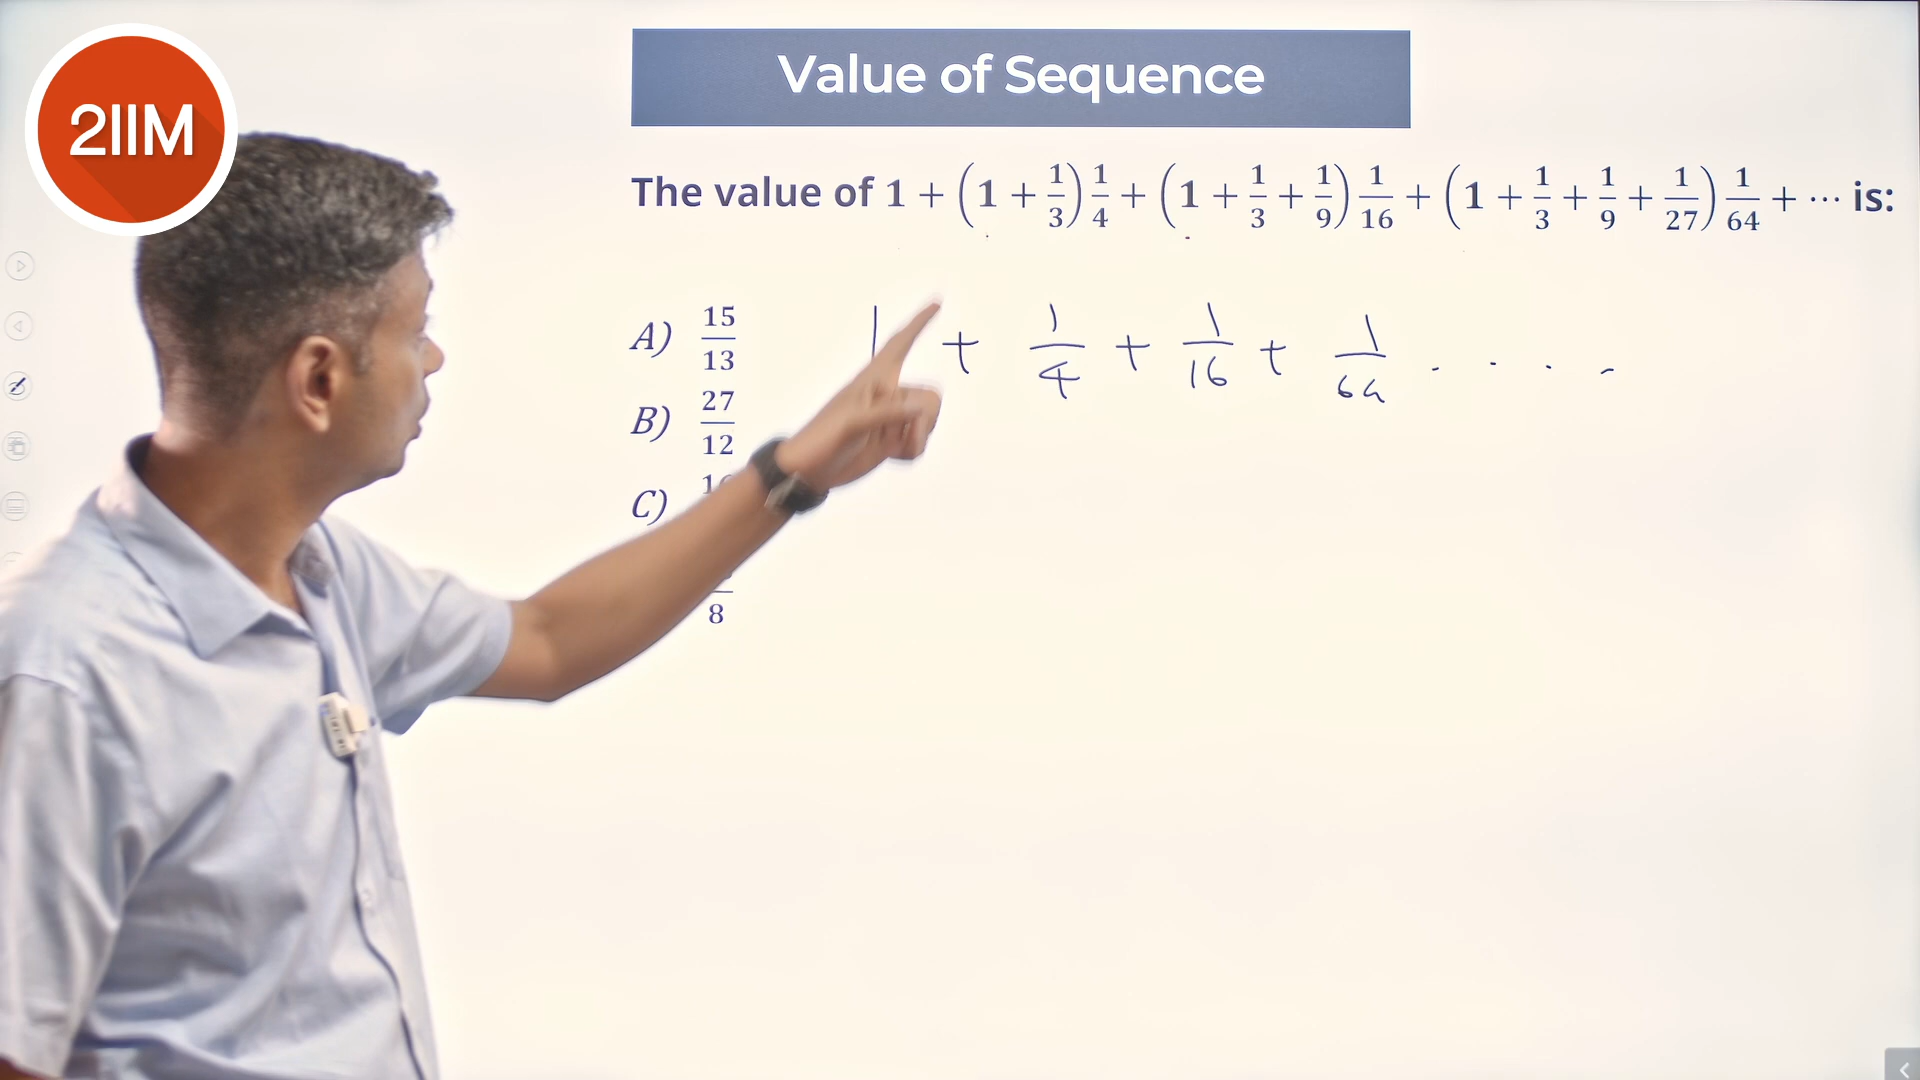 2IIM
Value of Sequence
The value of 1 + (1 + 1/3) 1/4 + (1 + 1/3 + 1/9) 1/16 + (1 + 1/3 + 1/9 + 1/27) 1/64 + ⋯ is:
A) 15/13
1 + 1/4 + 1/16 + 1/64 . . . .
B) 27/12
C)
8